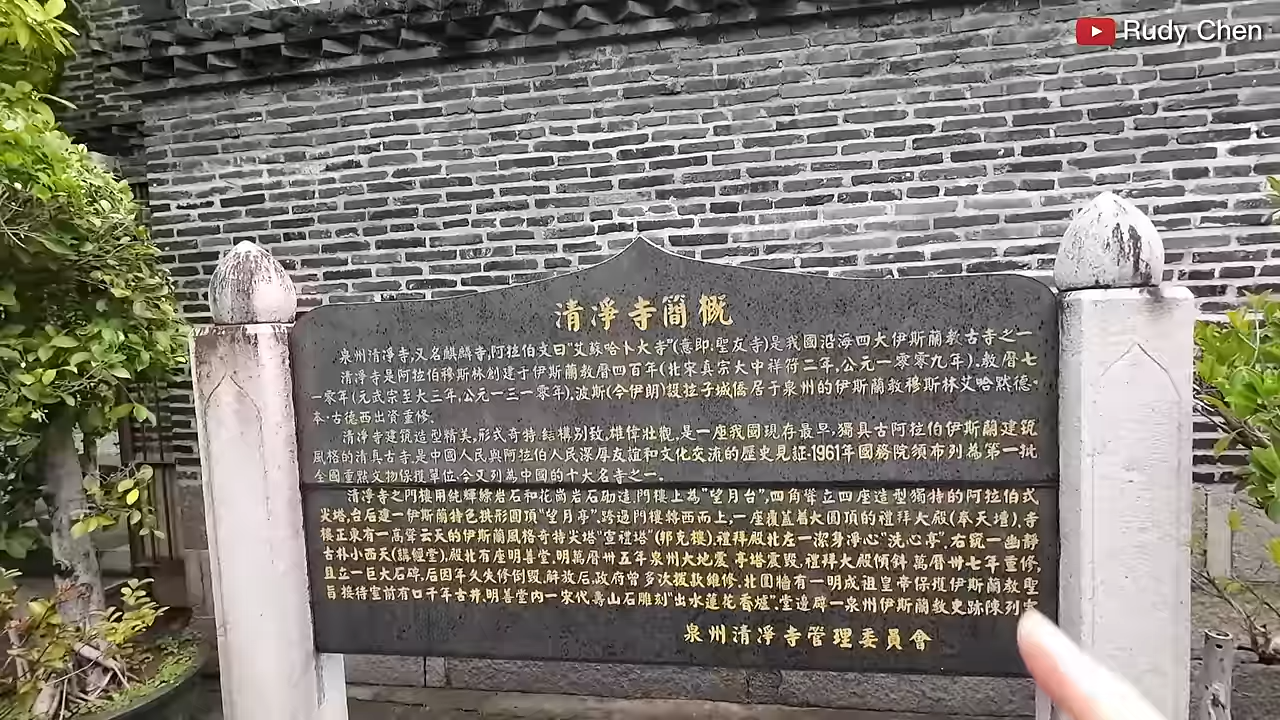 Rudy Chen
清淨寺簡概
泉州清淨寺,又名麒麟寺,阿拉伯文曰"艾蘇哈卜大寺"(意即:聖友寺)是我國沿海四大伊斯蘭教古寺之一
清淨寺是阿拉伯穆斯林創建于伊斯蘭教曆四百年(北宋真宗大中祥符二年,公元一零零九年).教曆七
一零年(元武宗至大三年,公元一三一零年).波斯(今伊朗)設拉子城僑居于泉州的伊斯蘭教穆斯林艾哈默德·
本·古德西出資重修.
清淨寺建筑造型精美,形式奇特,結構别致,雄偉壯觀,是一座我國現存最早,獨具古阿拉伯伊斯蘭建筑
風格的清真古寺是中國人民與阿拉伯人民深厚友誼和文化交流的歷史見証·1961年國務院頒布列為第一批
全國重點文物保護單位,今又列為中國的十大名寺之一.
清淨寺之門樓用純輝綠岩石和花崗岩石砌造,門樓上為"望月台",四角聳立四座造型獨特的阿拉伯式
尖塔,台后建一伊斯蘭特色拱形圓頂"望月亭".跨過門樓轉西而上,一座覆蓋着大圓頂的禮拜大殿(奉天壇),寺
樓正東有一高聳云天的伊斯蘭風格奇特尖塔"宣禮塔"(邦克樓).禮拜殿北左一潔身淨心"洗心亭",右筑一幽靜
古朴小西天(講經堂),殿北有座明善堂.明萬曆卅五年泉州大地震,亭塔震毀,禮拜大殿傾斜,萬曆卅七年重修,
且立一巨大石碑,后因年久失修倒毀.解放后,政府曾多次撥款維修.北圍牆有一明成祖皇帝保護伊斯蘭教聖
旨,接待室前有口千年古井,明善堂内一宋代壽山石雕刻"出水蓮花香爐".堂邊辟一泉州伊斯蘭教史跡陳列
泉州清淨寺管理委員會